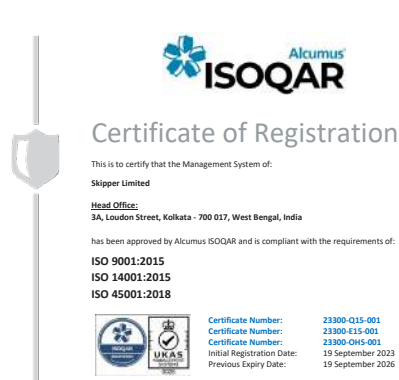 Alcumus
ISOQAR
Certificate of Registration
This is to certify that the Management System of:
Skipper Limited
Head Office:
3A, Loudon Street, Kolkata - 700 017, West Bengal, India
has been approved by Alcumus ISOQAR and is compliant with the requirements of:
ISO 9001:2015
ISO 14001:2015
ISO 45001:2018
ISOQAR
UKAS
Certificate Number: 23300-Q15-001
Certificate Number: 23300-E15-001
Certificate Number: 23300-OHS-001
Initial Registration Date: 19 September 2023
Previous Expiry Date: 19 September 2026